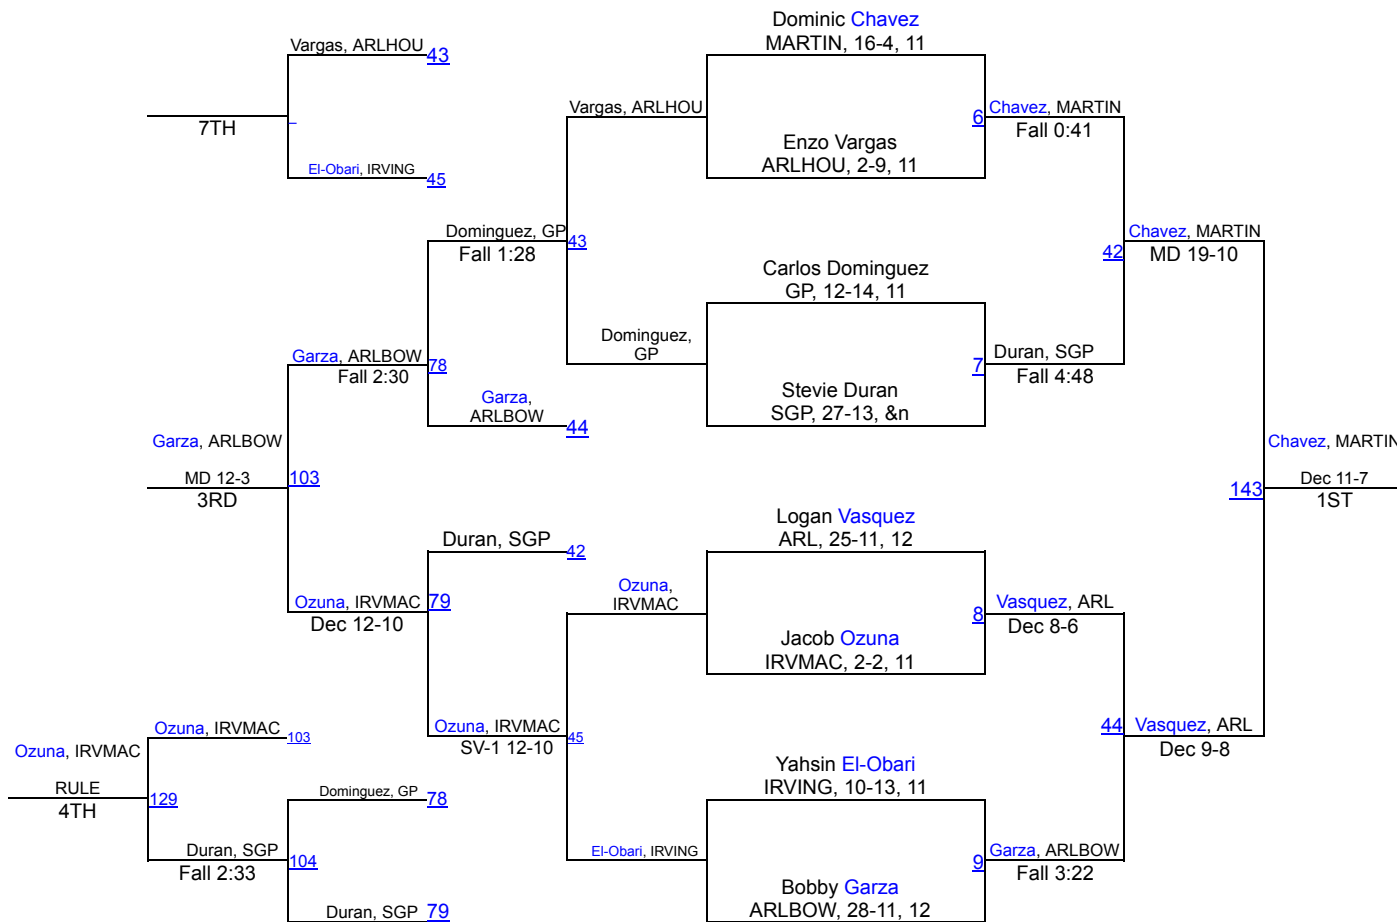 Dominic Chavez
MARTIN, 16-4, 11
Vargas, ARLHOU
43
Vargas, ARLHOU
6
Chavez, MARTIN
Fall 0:41
7TH
–
Enzo Vargas
ARLHOU, 2-9, 11
El-Obari, IRVING
45
Dominguez, GP
Fall 1:28
43
Chavez, MARTIN
42
MD 19-10
Carlos Dominguez
GP, 12-14, 11
Dominguez,
GP
Garza, ARLBOW
Fall 2:30
78
7
Duran, SGP
Fall 4:48
Stevie Duran
SGP, 27-13, &n
Garza,
ARLBOW
44
Garza, ARLBOW
MD 12-3
3RD
103
Chavez, MARTIN
143
Dec 11-7
1ST
Logan Vasquez
ARL, 25-11, 12
Duran, SGP
42
Ozuna,
IRVMAC
Ozuna, IRVMAC
79
Dec 12-10
8
Vasquez, ARL
Dec 8-6
Jacob Ozuna
IRVMAC, 2-2, 11
Ozuna, IRVMAC
SV-1 12-10
45
44
Vasquez, ARL
Dec 9-8
Ozuna, IRVMAC
103
Ozuna, IRVMAC
RULE
4TH
129
Yahsin El-Obari
IRVING, 10-13, 11
Dominguez, GP
78
El-Obari, IRVING
9
Garza, ARLBOW
Fall 3:22
Duran, SGP
Fall 2:33
104
Bobby Garza
ARLBOW, 28-11, 12
Duran, SGP
79